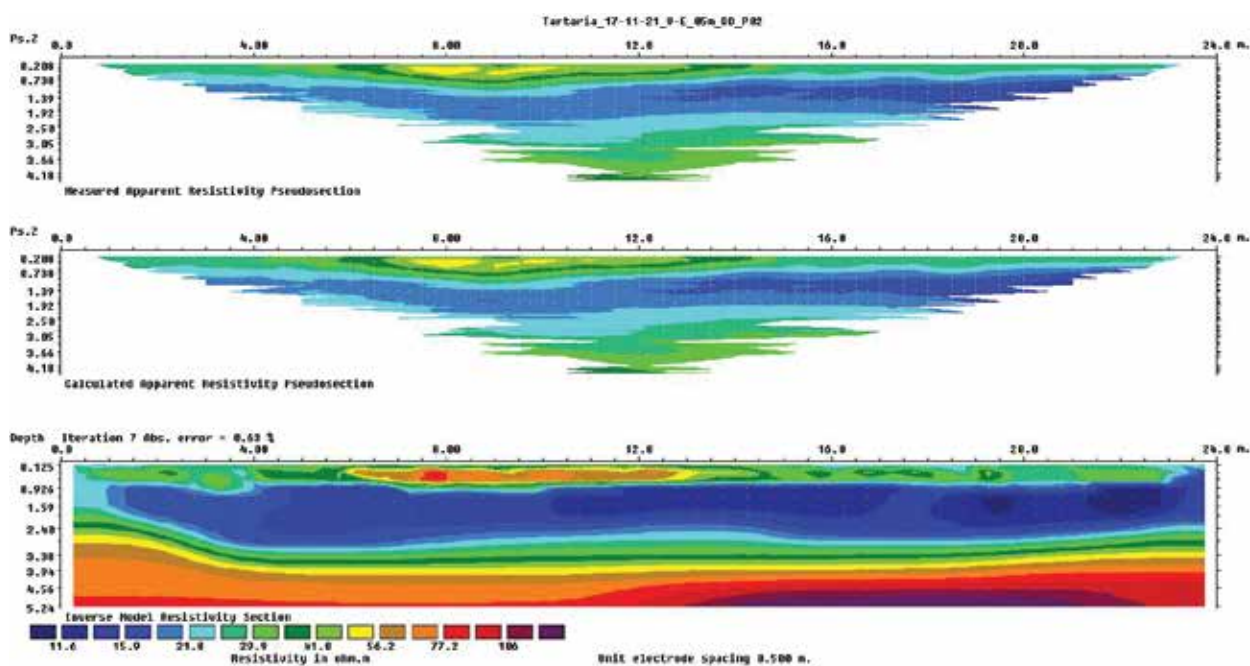 Tartaria_17-11-21_V-E_05m_DD_P02
Ps.Z 0.0 4.00 8.00 12.0 16.0 20.0 24.0 m.
0.208
0.730
1.39
1.92
2.50
3.05
3.56
4.18
Measured Apparent Resistivity Pseudosection
Ps.Z 0.0 4.00 8.00 12.0 16.0 20.0 24.0 m.
0.208
0.730
1.39
1.92
2.50
3.05
3.56
4.18
Calculated Apparent Resistivity Pseudosection
Depth Iteration 7 Abs. error = 0.63 %
0.0 4.00 8.00 12.0 16.0 20.0 24.0 m.
0.125
0.926
1.59
2.40
3.38
3.94
4.56
5.24
Inverse Model Resistivity Section
11.6 15.9 21.8 29.9 41.0 56.2 77.2 106
Resistivity in ohm.m Unit electrode spacing 0.500 m.